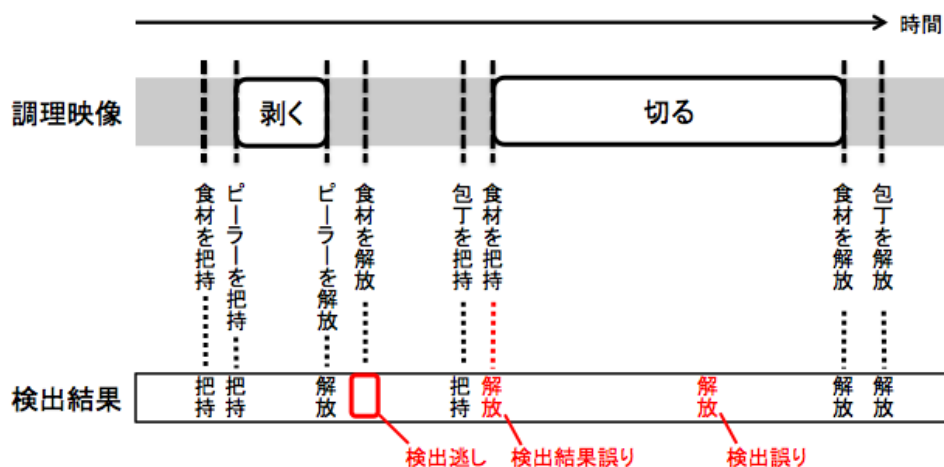 時間
調理映像
剥く
切る
食材を把持
ピーラーを把持
ピーラーを解放
食材を解放
包丁を把持
食材を把持
食材を解放
包丁を解放
検出結果
把持
把持
解放
把持
解放
解放
解放
解放
検出逃し
検出結果誤り
検出誤り